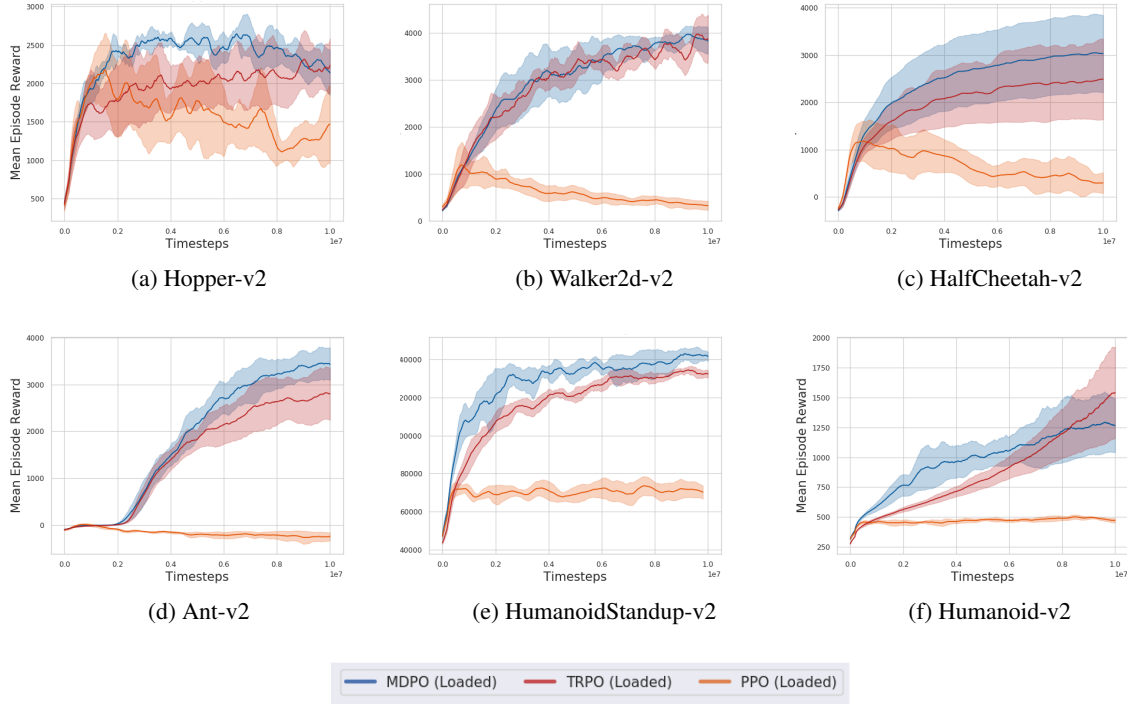 Mean Episode Reward
3000
2500
2000
1500
1000
500
0.0 0.2 0.4 0.6 0.8 1.0
1e7
Timesteps
(a) Hopper-v2
4000
3000
2000
1000
0
0.0 0.2 0.4 0.6 0.8 1.0
1e7
Timesteps
(b) Walker2d-v2
4000
3000
2000
1000
0
0.0 0.2 0.4 0.6 0.8 1.0
1e7
Timesteps
(c) HalfCheetah-v2
Mean Episode Reward
4000
3000
2000
1000
0
0.0 0.2 0.4 0.6 0.8 1.0
1e7
Timesteps
(d) Ant-v2
40000
20000
00000
80000
60000
40000
0.0 0.2 0.4 0.6 0.8 1.0
1e7
Timesteps
(e) HumanoidStandup-v2
Mean Episode Reward
2000
1750
1500
1250
1000
750
500
250
0.0 0.2 0.4 0.6 0.8 1.0
1e7
Timesteps
(f) Humanoid-v2
MDPO (Loaded) TRPO (Loaded) PPO (Loaded)